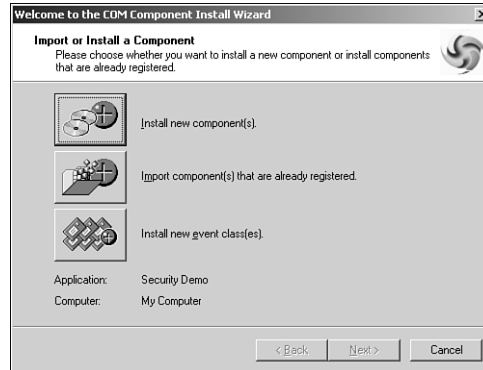 Welcome to the COM Component Install Wizard
Import or Install a Component
Please choose whether you want to install a new component or install components
that are already registered.
Install new component(s).
Import component(s) that are already registered.
Install new event class(es).
Application: Security Demo
Computer: My Computer
< Back Next > Cancel